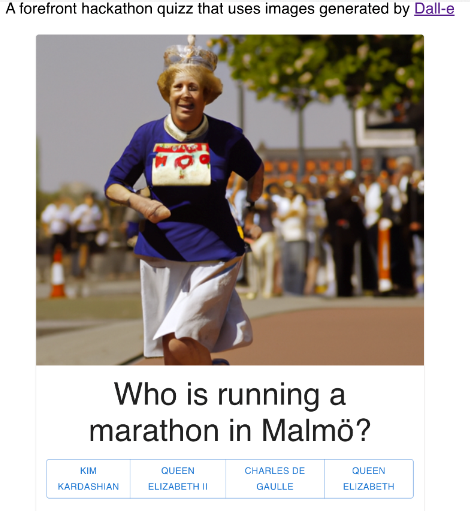 A forefront hackathon quizz that uses images generated by Dall-e
Who is running a
marathon in Malmö?
KIM
KARDASHIAN
QUEEN
ELIZABETH II
CHARLES DE
GAULLE
QUEEN
ELIZABETH